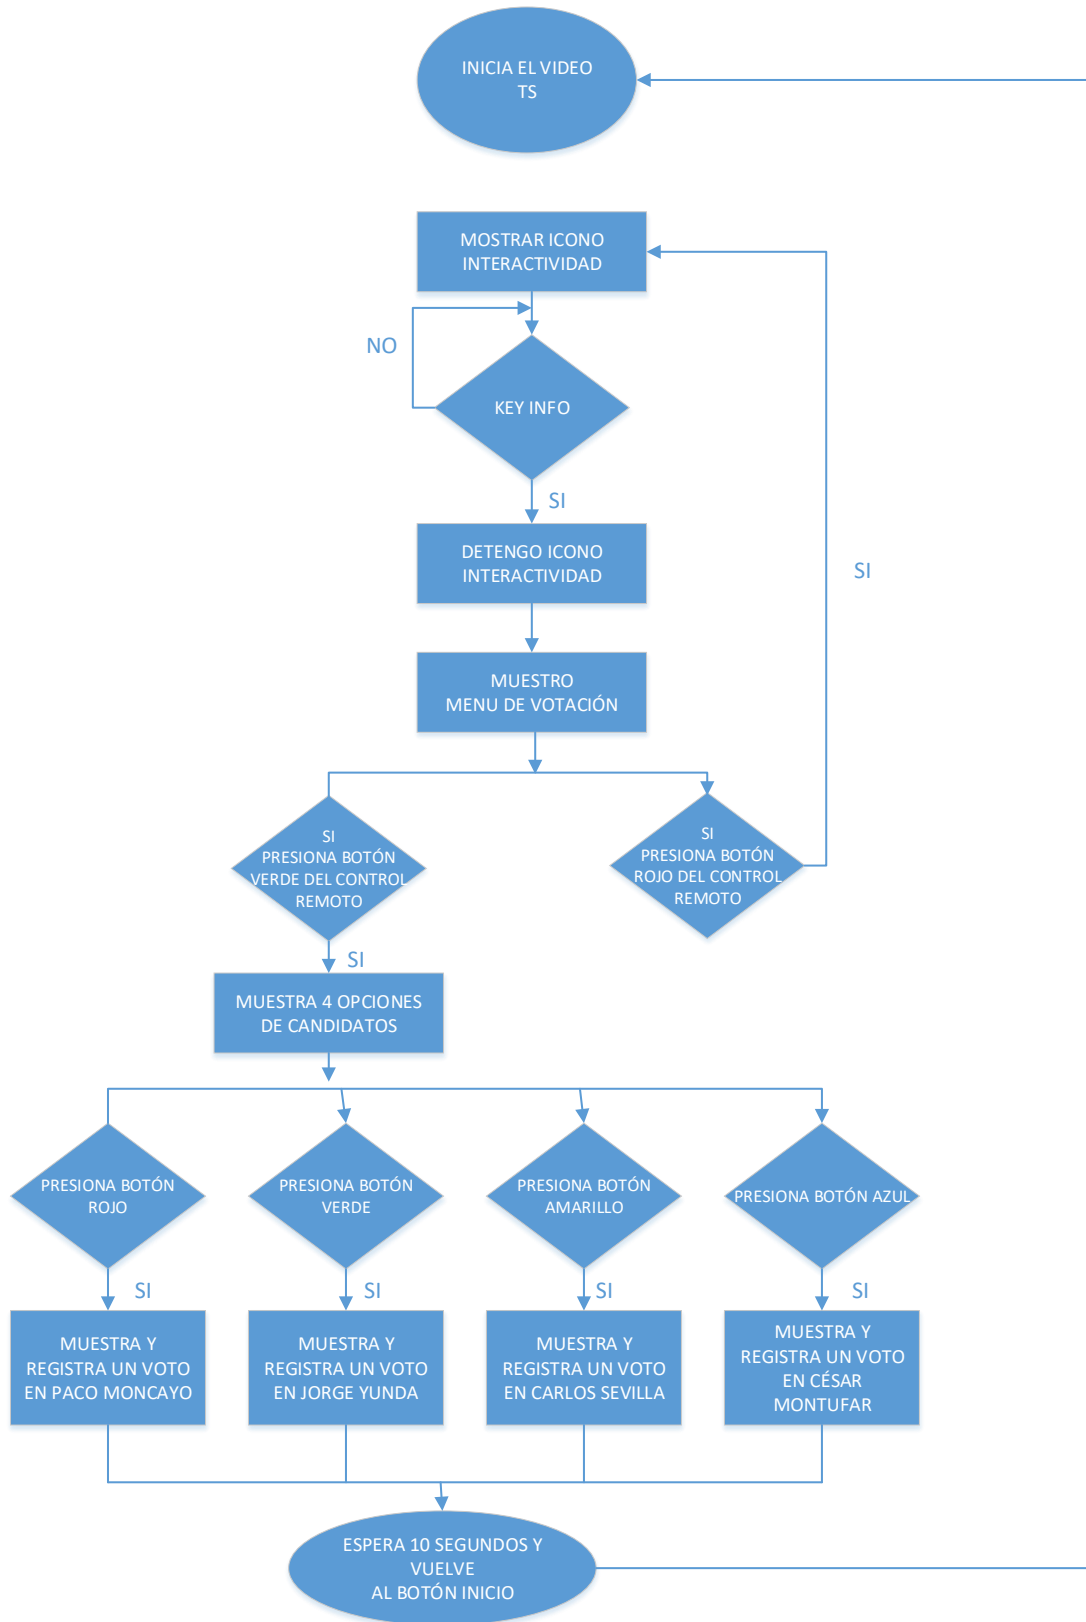 INICIA EL VIDEO
TS
MOSTRAR ICONO
INTERACTIVIDAD
NO
KEY INFO
SI
DETENGO ICONO
INTERACTIVIDAD
SI
MUESTRO
MENU DE VOTACIÓN
SI
PRESIONA BOTÓN
VERDE DEL CONTROL
REMOTO
SI
PRESIONA BOTÓN
ROJO DEL CONTROL
REMOTO
SI
MUESTRA 4 OPCIONES
DE CANDIDATOS
PRESIONA BOTÓN
ROJO
PRESIONA BOTÓN
VERDE
PRESIONA BOTÓN
AMARILLO
PRESIONA BOTÓN AZUL
SI
SI
SI
SI
MUESTRA Y
REGISTRA UN VOTO
EN PACO MONCAYO
MUESTRA Y
REGISTRA UN VOTO
EN JORGE YUNDA
MUESTRA Y
REGISTRA UN VOTO
EN CARLOS SEVILLA
MUESTRA Y
REGISTRA UN VOTO
EN CÉSAR
MONTUFAR
ESPERA 10 SEGUNDOS Y
VUELVE
AL BOTÓN INICIO